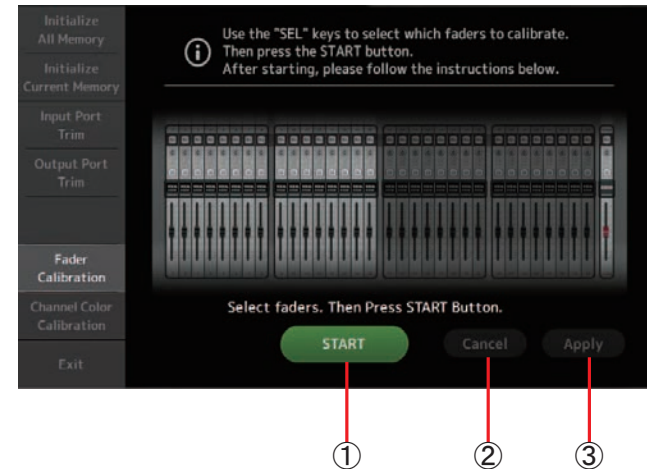 Initialize
All Memory
Initialize
Current Memory
Input Port
Trim
Output Port
Trim
Fader
Calibration
Channel Color
Calibration
Exit
Use the "SEL" keys to select which faders to calibrate.
Then press the START button.
After starting, please follow the instructions below.
Select faders. Then Press START Button.
START
Cancel
Apply
①
②
③